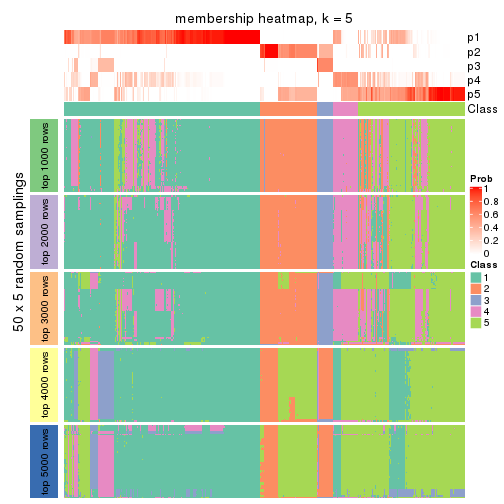 membership heatmap, k = 5
p1
p2
p3
p4
p5
Class
50 x 5 random samplings
top 1000 rows
top 2000 rows
top 3000 rows
top 4000 rows
top 5000 rows
Prob
1
0.8
0.6
0.4
0.2
0
Class
1
2
3
4
5